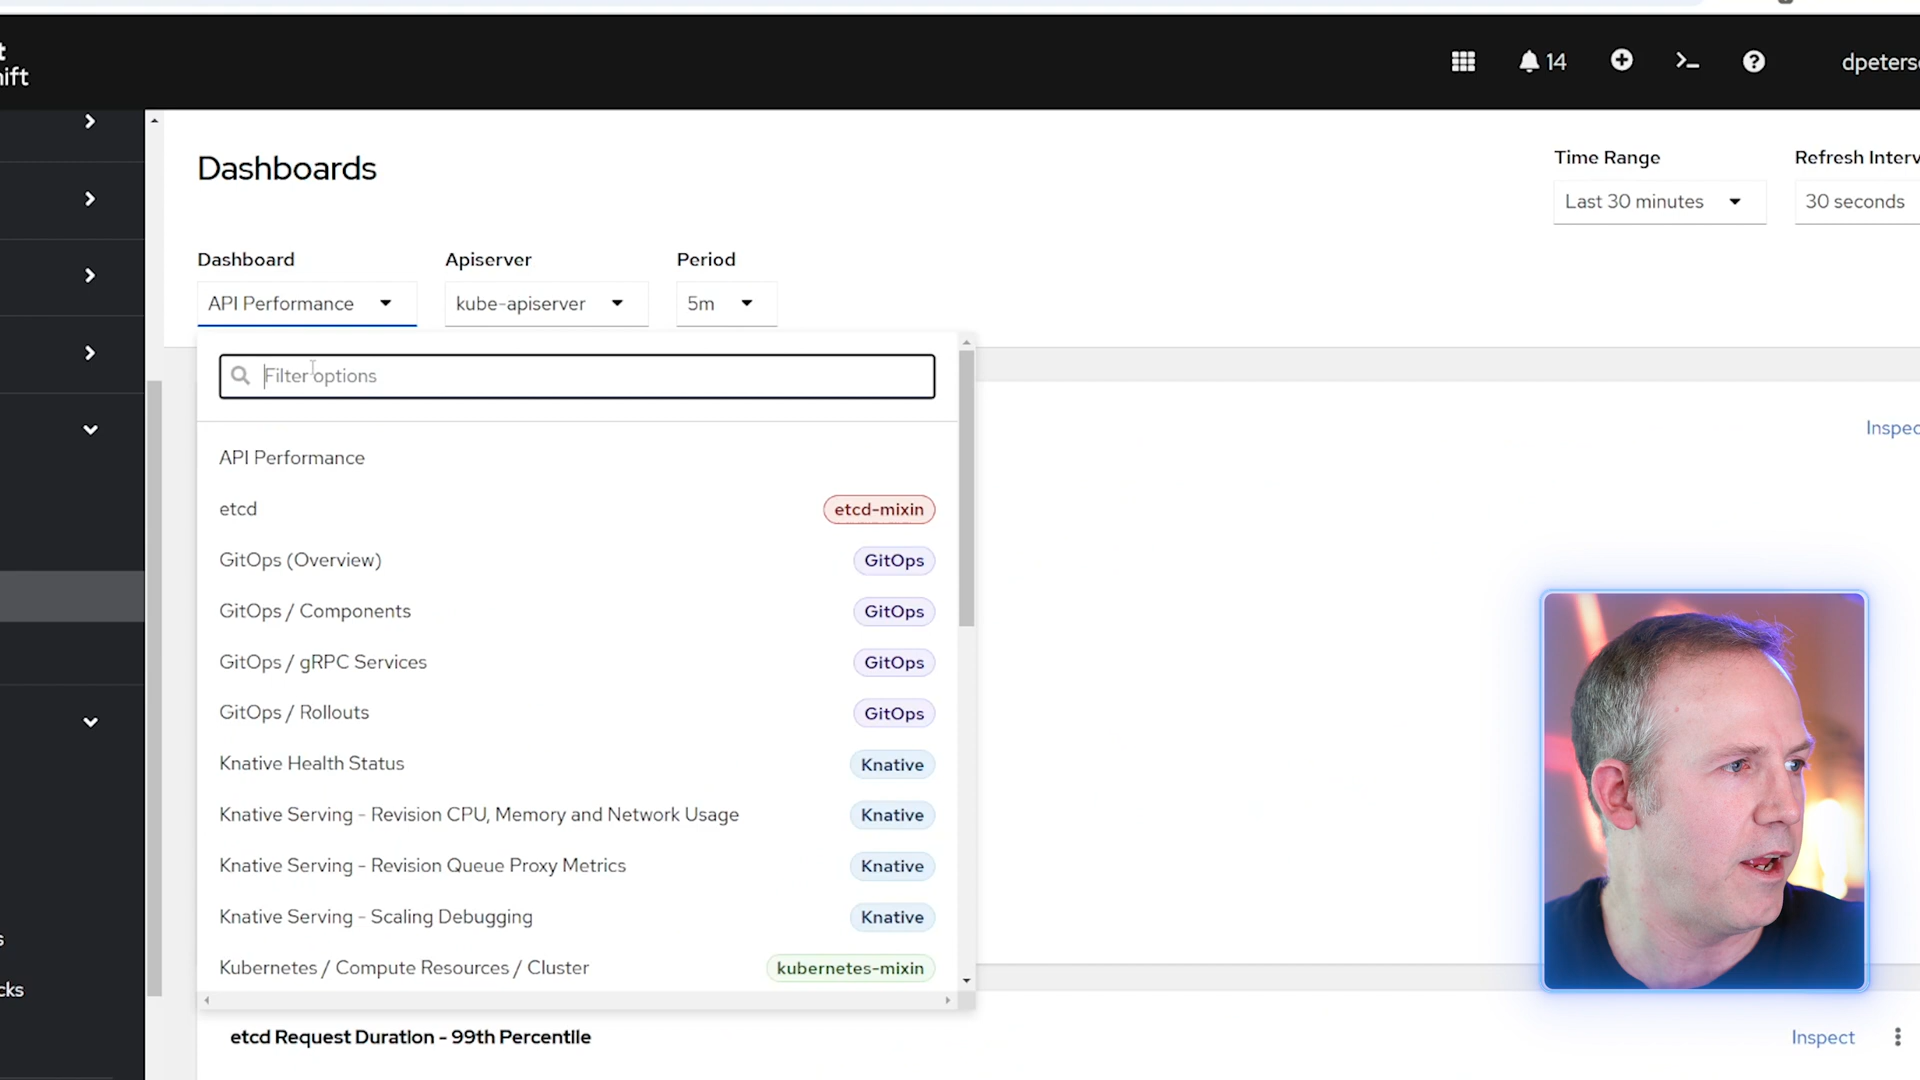 t
ift
14
dpeters
Dashboards
Time Range
Refresh Interv
Last 30 minutes
30 seconds
Dashboard
Apiserver
Period
API Performance
kube-apiserver
5m
Filter options
Inspec
API Performance
etcd
etcd-mixin
GitOps (Overview)
GitOps
GitOps / Components
GitOps
GitOps / gRPC Services
GitOps
GitOps / Rollouts
GitOps
Knative Health Status
Knative
Knative Serving - Revision CPU, Memory and Network Usage
Knative
Knative Serving - Revision Queue Proxy Metrics
Knative
Knative Serving - Scaling Debugging
Knative
s
Kubernetes / Compute Resources / Cluster
kubernetes-mixin
cks
etcd Request Duration - 99th Percentile
Inspect